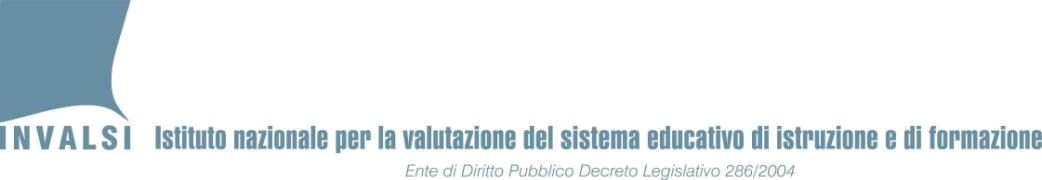 INVALSI Istituto nazionale per la valutazione del sistema educativo di istruzione e di formazione
Ente di Diritto Pubblico Decreto Legislativo 286/2004